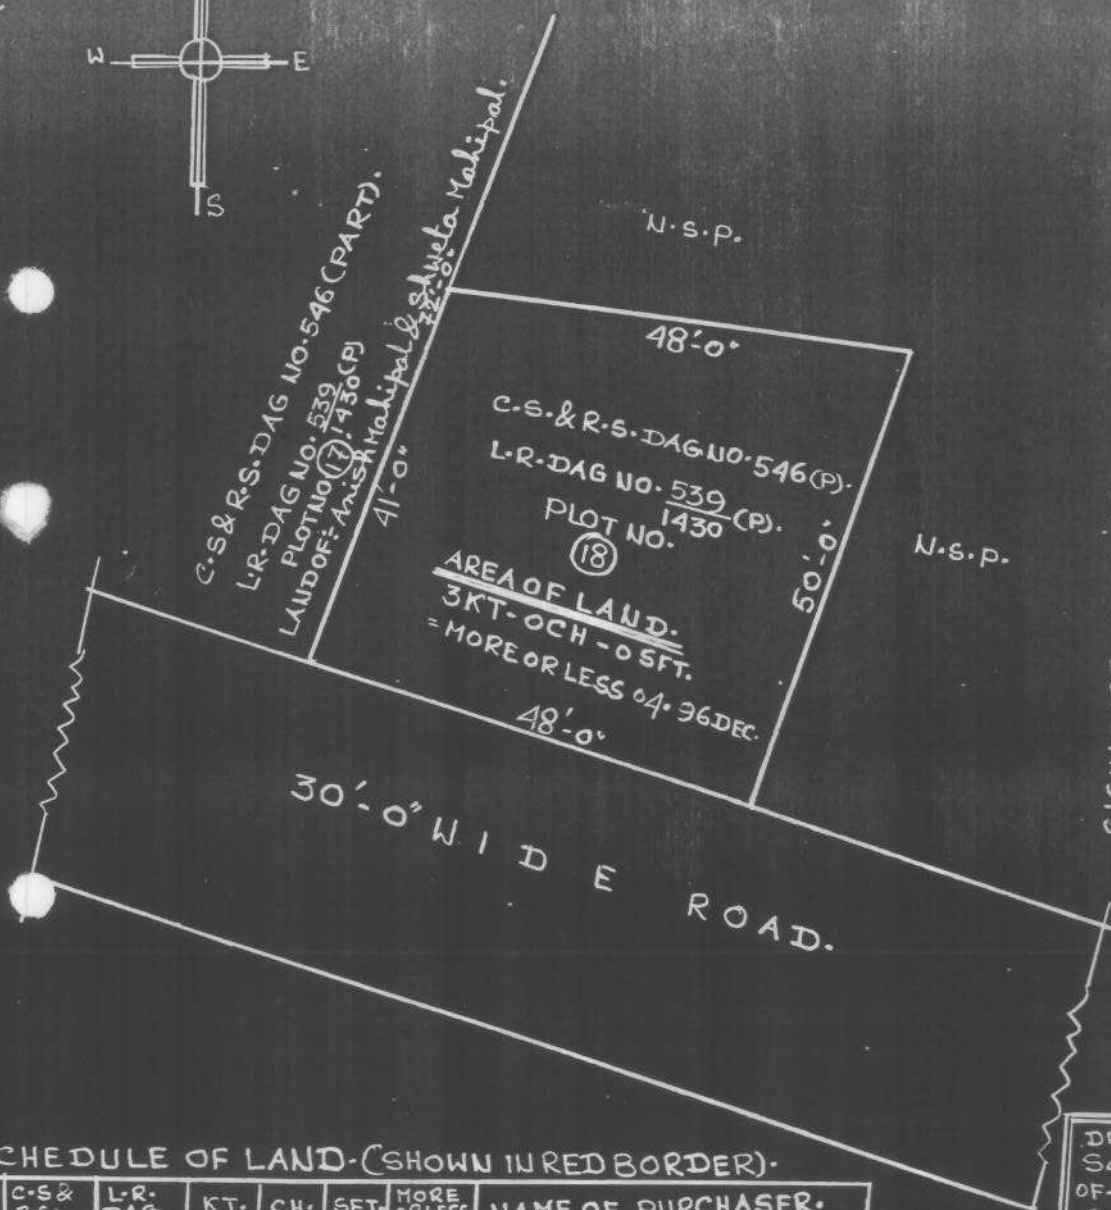 W E
S
C.S & R.S. DAG NO. 546 (PART).
L.R. DAG NO. 539
1430 (P)
PLOT NO (17).
LAND OF:- Anish Mahipal & Shweta Mahipal.
72'-0"
N.S.P.
48'-0"
41'-0"
C.S. & R.S. DAG NO. 546 (P).
L.R. DAG NO. 539
1430 (P).
PLOT NO.
(18)
AREA OF LAND.
3KT-0CH-0SFT.
= MORE OR LESS 04.96 DEC.
50'-0"
N.S.P.
48'-0"
30'-0" WIDE ROAD.
CHEDULE OF LAND-(SHOWN IN RED BORDER).
C.S & L.R. KT. CH. SFT. MORE NAME OF PURCHASER.
OF